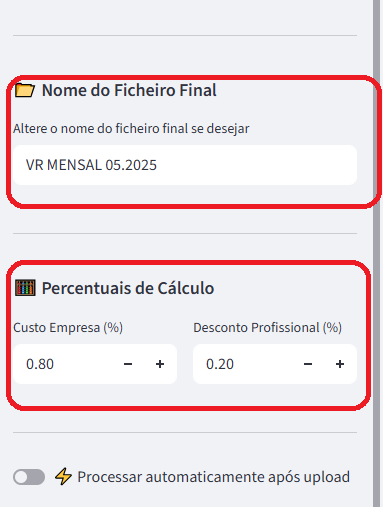 Nome do Ficheiro Final
Altere o nome do ficheiro final se desejar
VR MENSAL 05.2025
Percentuais de Cálculo
Custo Empresa (%) Desconto Profissional (%)
0.80 − + 0.20 − +
Processar automaticamente após upload